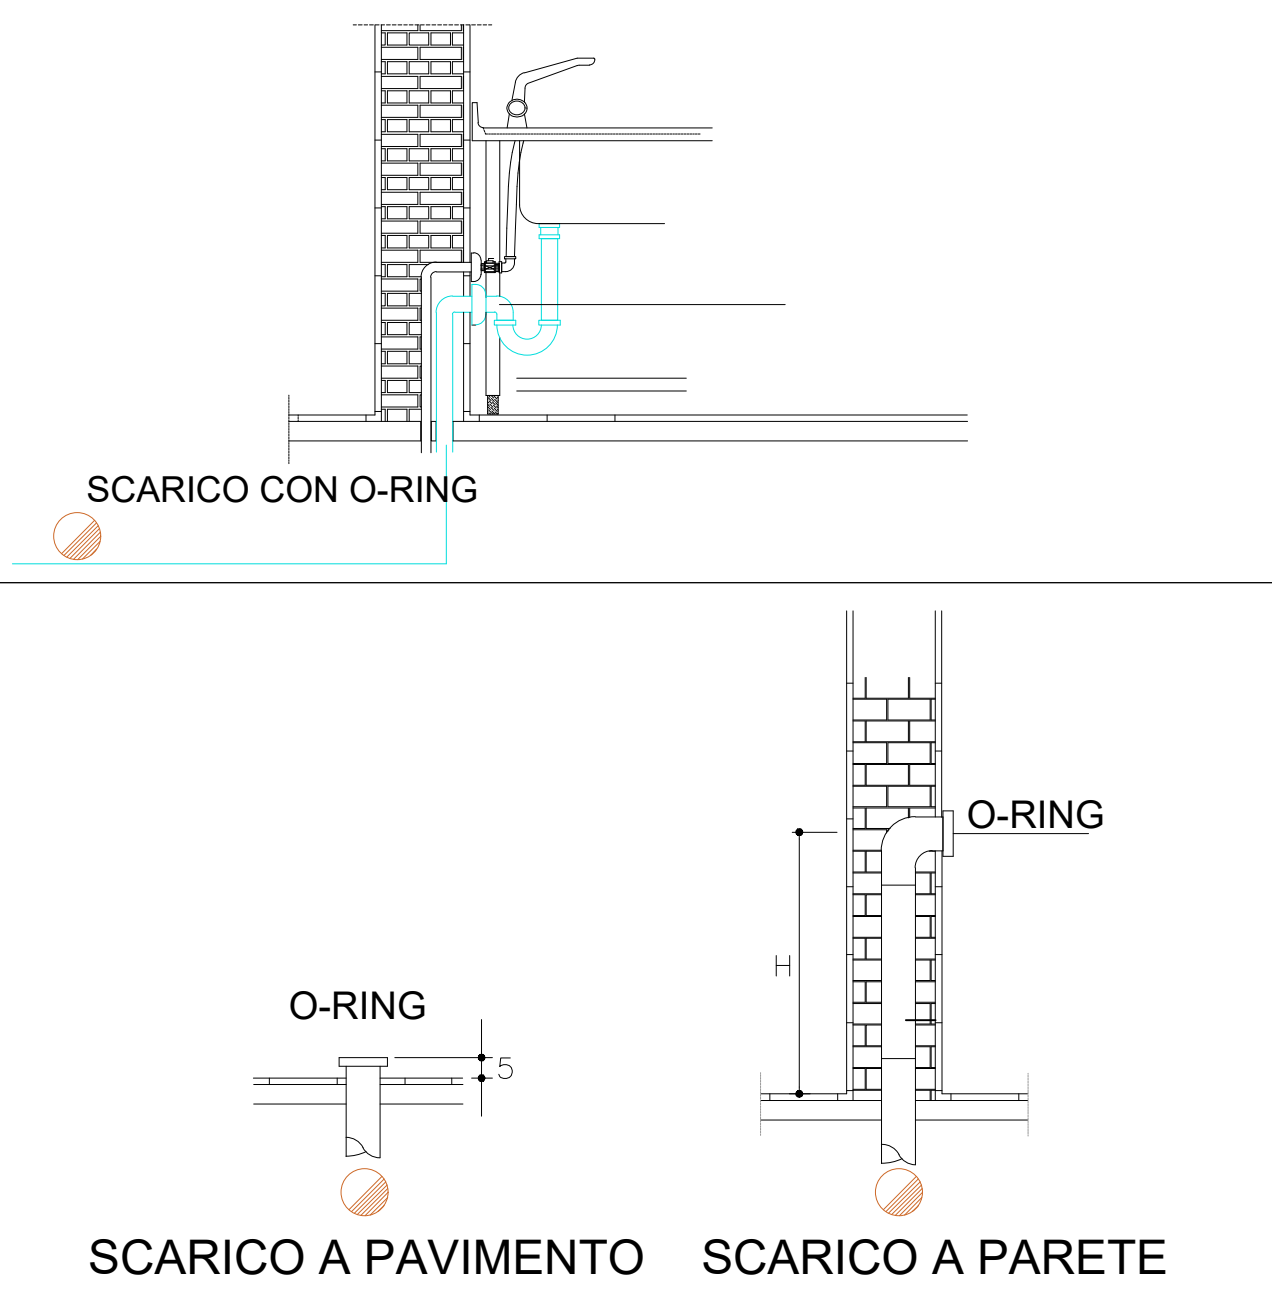 SCARICO CON O-RING
O-RING
H
O-RING
5
SCARICO A PAVIMENTO
SCARICO A PARETE